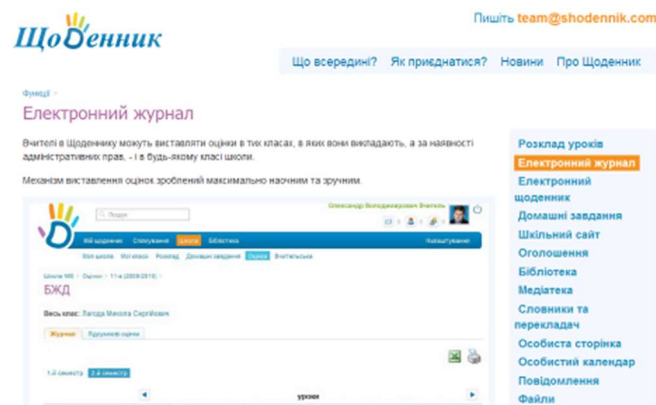 Пишіть team@shodennik.com
ЩоДенник
Що всередині? Як приєднатися? Новини Про Щоденник
Функції >
Електронний журнал
Вчителі в Щоденнику можуть виставляти оцінки в тих класах, в яких вони викладають, а за наявності
адміністративних прав, - і в будь-якому класі школи.
Механізм виставлення оцінок зроблений максимально наочним та зручним.
Олександр Володимирович Вчитель
Пошук
Мій щоденник Спілкування Школа Бібліотека Налаштування
Моя школа Мої класи Розклад Домашні завдання Оцінки Вчительська
Школа №8 > Оцінки > 11-а (2009/2010) >
БЖД
Весь клас: Лагода Микола Сергійович
Журнал Підсумкові оцінки
1-й семестр 2-й семестр
уроки
Розклад уроків
Електронний журнал
Електронний
щоденник
Домашні завдання
Шкільний сайт
Оголошення
Бібліотека
Медіатека
Словники та
перекладач
Особиста сторінка
Особистий календар
Повідомлення
Файли